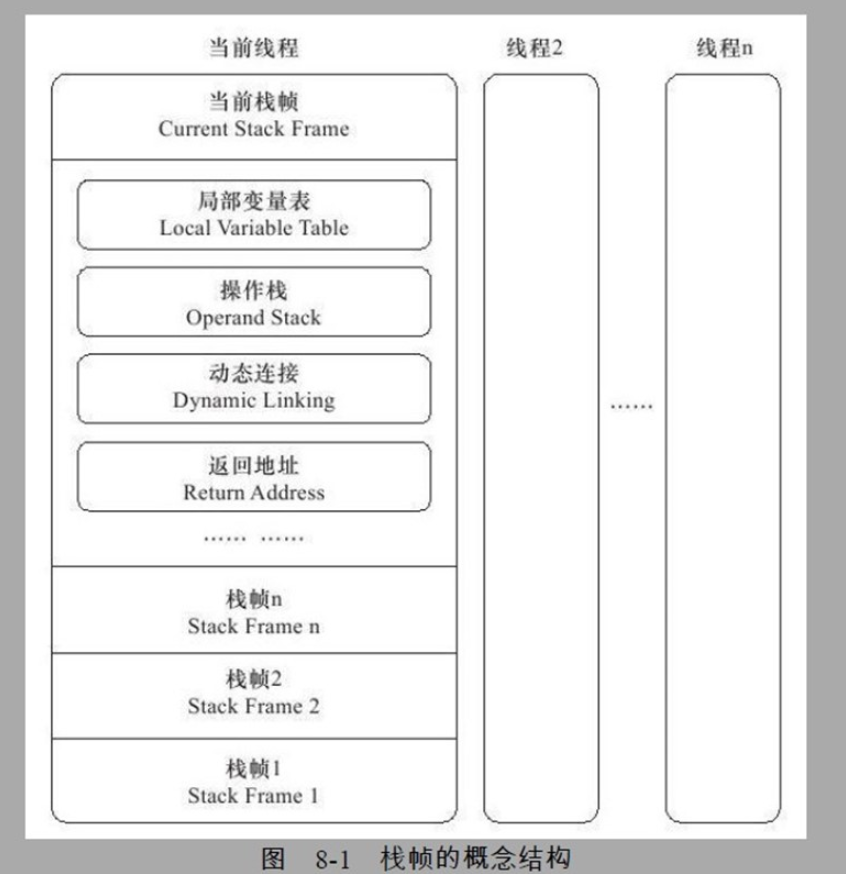 当前线程
线程2
线程n
当前栈帧
Current Stack Frame
局部变量表
Local Variable Table
操作栈
Operand Stack
动态连接
Dynamic Linking
返回地址
Return Address
…… ……
……
栈帧n
Stack Frame n
栈帧2
Stack Frame 2
栈帧1
Stack Frame 1
图 8-1 栈帧的概念结构